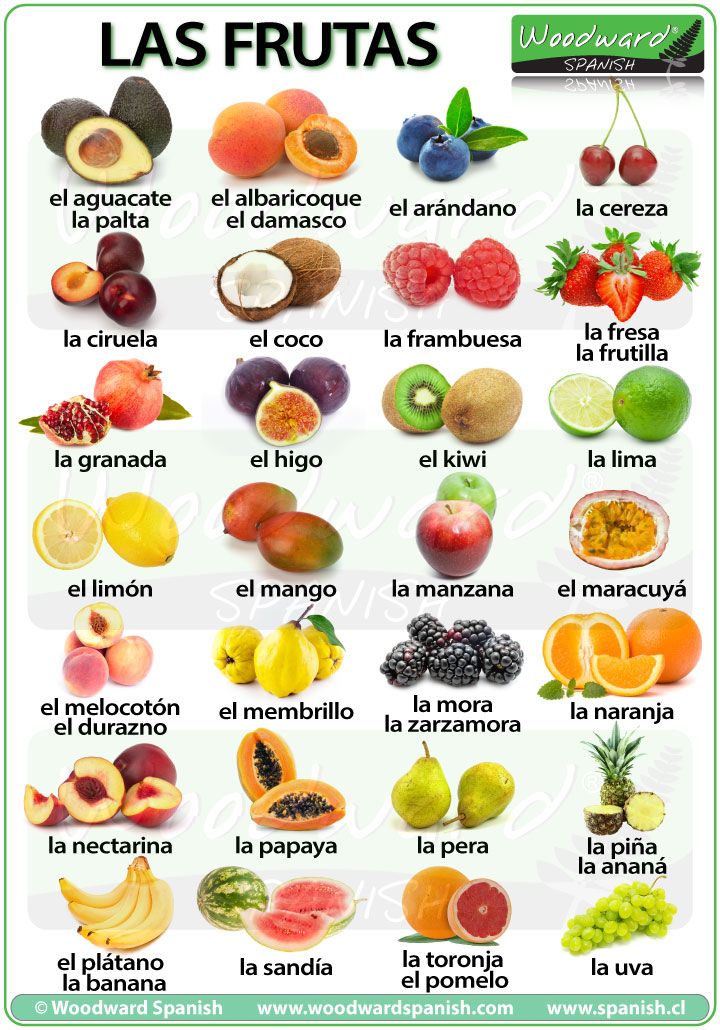 LAS FRUTAS
Woodward®
SPANISH
el aguacate
la palta
el albaricoque
el damasco
el arándano
la cereza
la ciruela
el coco
la frambuesa
la fresa
la frutilla
la granada
el higo
el kiwi
la lima
el limón
el mango
la manzana
el maracuyá
el melocotón
el durazno
el membrillo
la mora
la zarzamora
la naranja
la nectarina
la papaya
la pera
la piña
la ananá
el plátano
la banana
la sandía
la toronja
el pomelo
la uva
© Woodward Spanish www.woodwardspanish.com www.spanish.cl